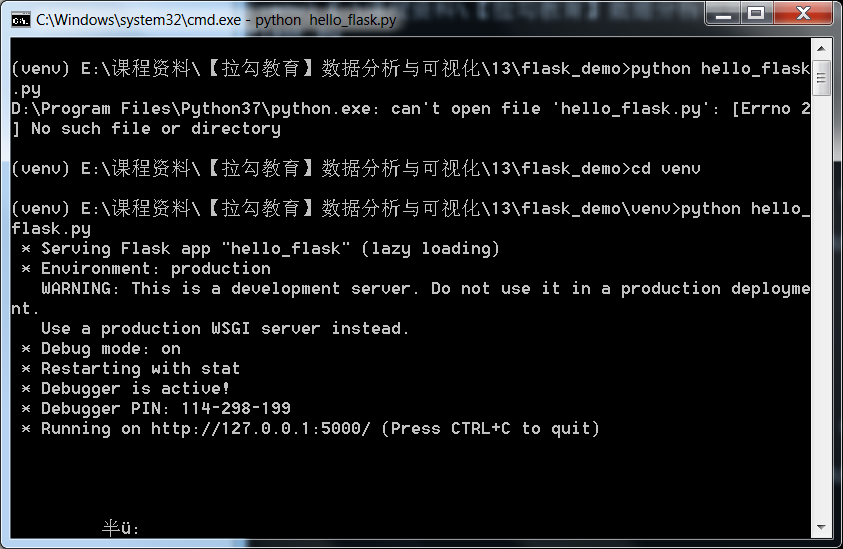 C:\Windows\system32\cmd.exe - python  hello_flask.py
(venv) E:\课程资料\【拉勾教育】数据分析与可视化\13\flask_demo>python hello_flask
.py
D:\Program Files\Python37\python.exe: can't open file 'hello_flask.py': [Errno 2
] No such file or directory
(venv) E:\课程资料\【拉勾教育】数据分析与可视化\13\flask_demo>cd venv
(venv) E:\课程资料\【拉勾教育】数据分析与可视化\13\flask_demo\venv>python hello_
flask.py
 * Serving Flask app "hello_flask" (lazy loading)
 * Environment: production
   WARNING: This is a development server. Do not use it in a production deployme
nt.
   Use a production WSGI server instead.
 * Debug mode: on
 * Restarting with stat
 * Debugger is active!
 * Debugger PIN: 114-298-199
 * Running on http://127.0.0.1:5000/ (Press CTRL+C to quit)
半ü: